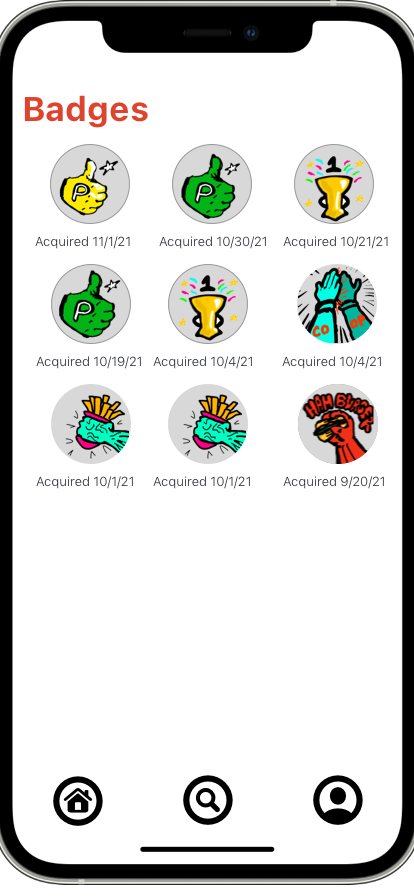 Badges
P
P
1
Acquired 11/1/21
Acquired 10/30/21
Acquired 10/21/21
P
1
CO OP
Acquired 10/19/21
Acquired 10/4/21
Acquired 10/4/21
HAMBURGER
Acquired 10/1/21
Acquired 10/1/21
Acquired 9/20/21